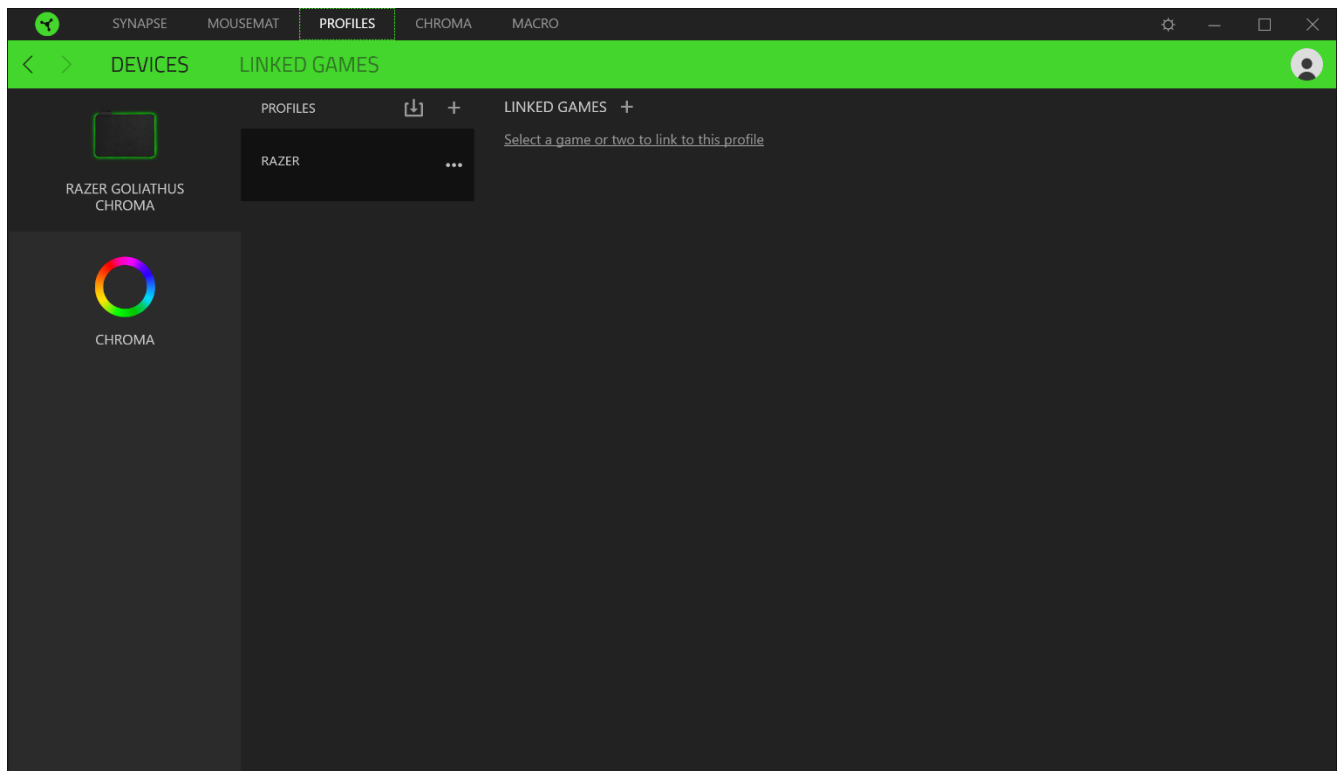 SYNAPSE MOUSEMAT PROFILES CHROMA MACRO
DEVICES LINKED GAMES
RAZER GOLIATHUS
CHROMA
CHROMA
PROFILES
RAZER
LINKED GAMES
Select a game or two to link to this profile